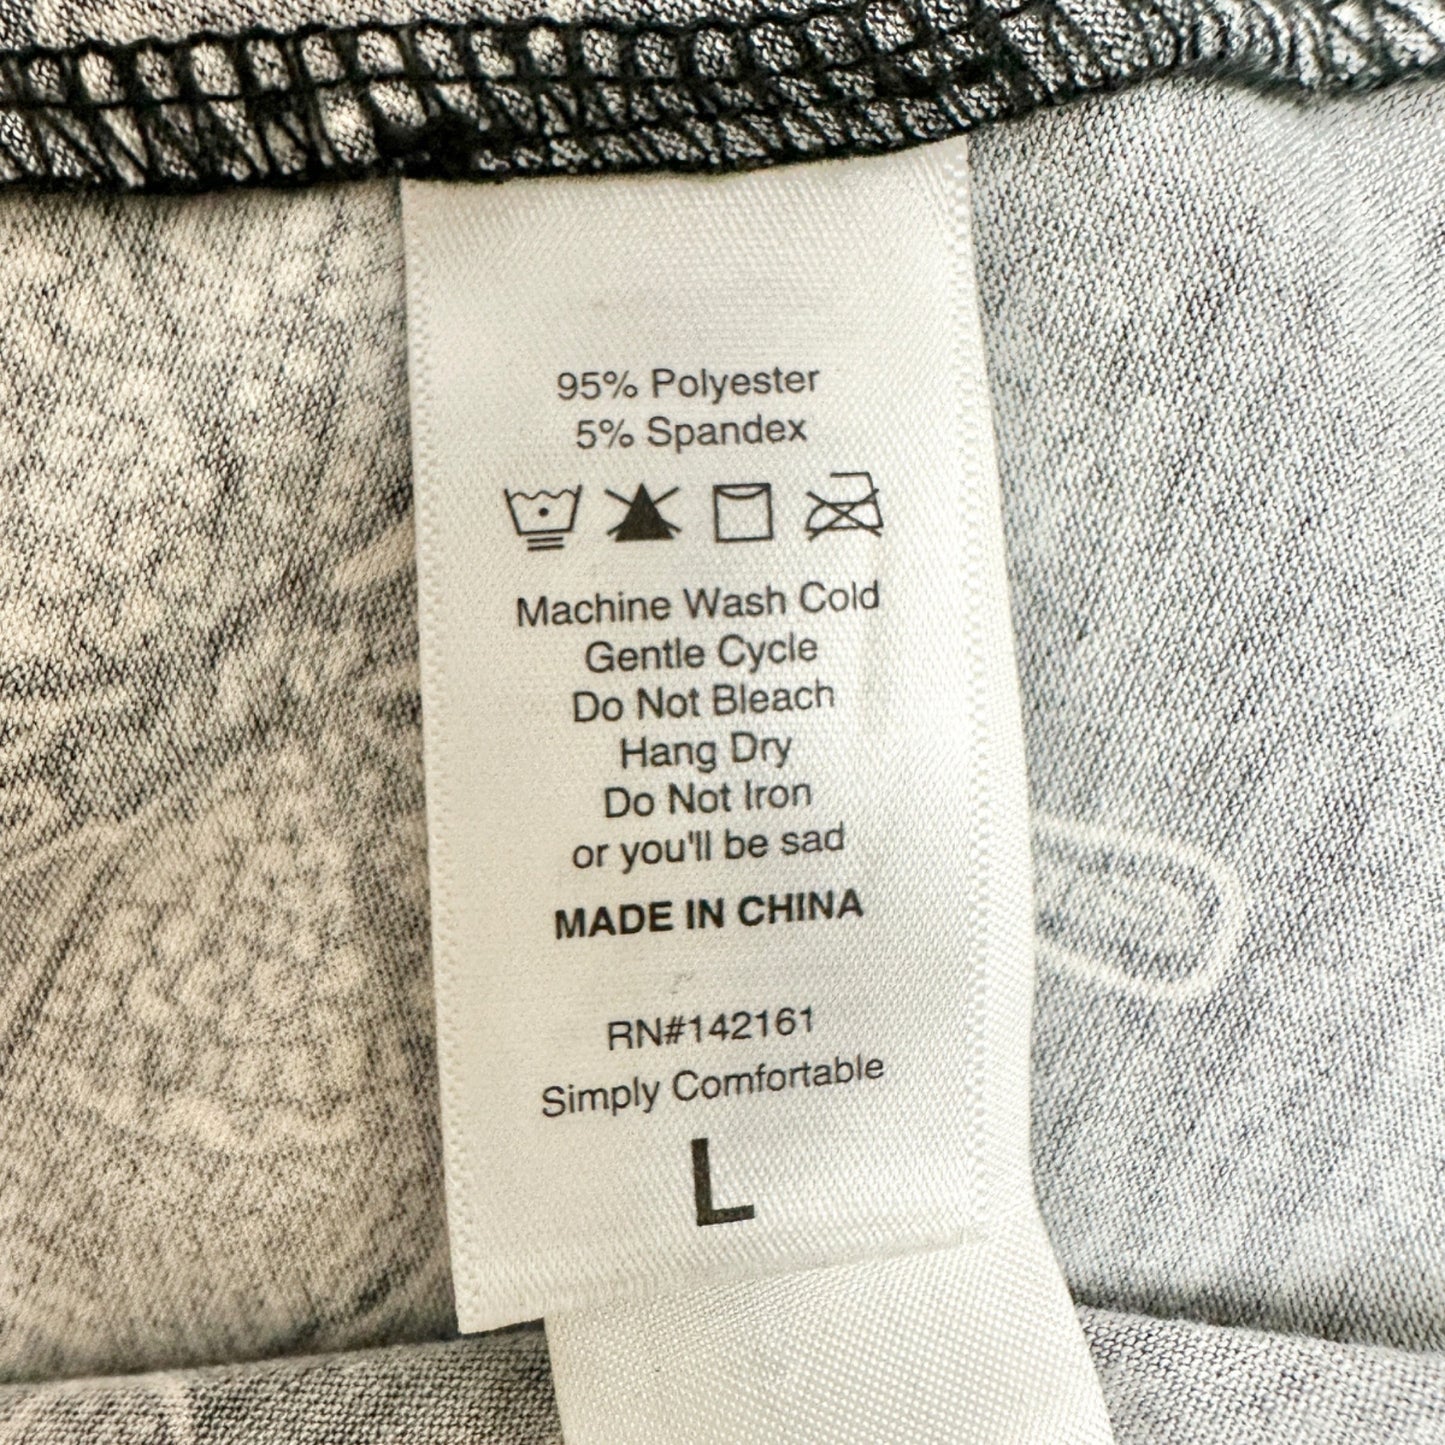 95% Polyester
5% Spandex
Machine Wash Cold
Gentle Cycle
Do Not Bleach
Hang Dry
Do Not Iron
or you'll be sad
MADE IN CHINA
RN#142161
Simply Comfortable
L